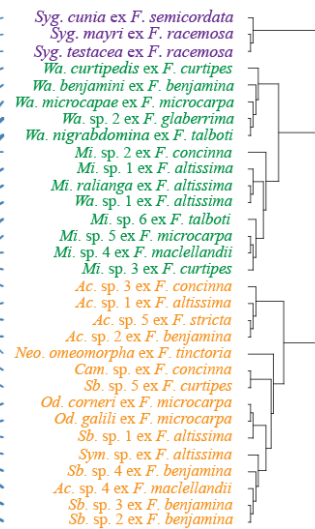 Syg. cunia ex F. semicordata
Syg. mayri ex F. racemosa
Syg. testacea ex F. racemosa
Wa. curtipedis ex F. curtipes
Wa. benjamini ex F. benjamina
Wa. microcapae ex F. microcarpa
Wa. sp. 2 ex F. glaberrima
Wa. nigrabdomina ex F. talboti
Mi. sp. 2 ex F. concinna
Mi. sp. 1 ex F. altissima
Mi. ralianga ex F. altissima
Wa. sp. 1 ex F. altissima
Mi. sp. 6 ex F. talboti
Mi. sp. 5 ex F. microcarpa
Mi. sp. 4 ex F. maclellandii
Mi. sp. 3 ex F. curtipes
Ac. sp. 3 ex F. concinna
Ac. sp. 1 ex F. altissima
Ac. sp. 5 ex F. stricta
Ac. sp. 2 ex F. benjamina
Neo. omeomorpha ex F. tinctoria
Cam. sp. ex F. concinna
Sb. sp. 5 ex F. curtipes
Od. corneri ex F. microcarpa
Od. galili ex F. microcarpa
Sb. sp. 1 ex F. altissima
Sym. sp. ex F. altissima
Sb. sp. 4 ex F. benjamina
Ac. sp. 4 ex F. maclellandii
Sb. sp. 3 ex F. benjamina
Sb. sp. 2 ex F. benjamina